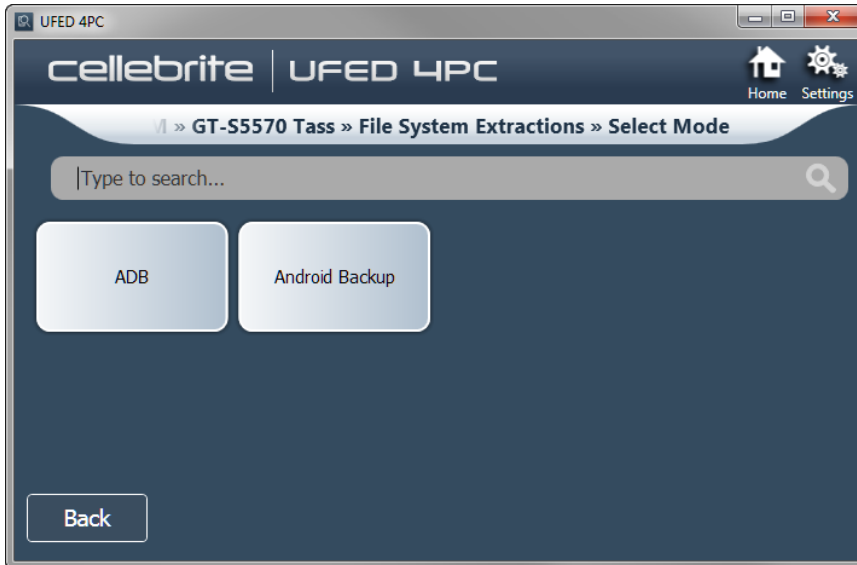 UFED 4PC
cellebrite UFED 4PC
Home Settings
» GT-S5570 Tass » File System Extractions » Select Mode
Type to search...
ADB Android Backup
Back